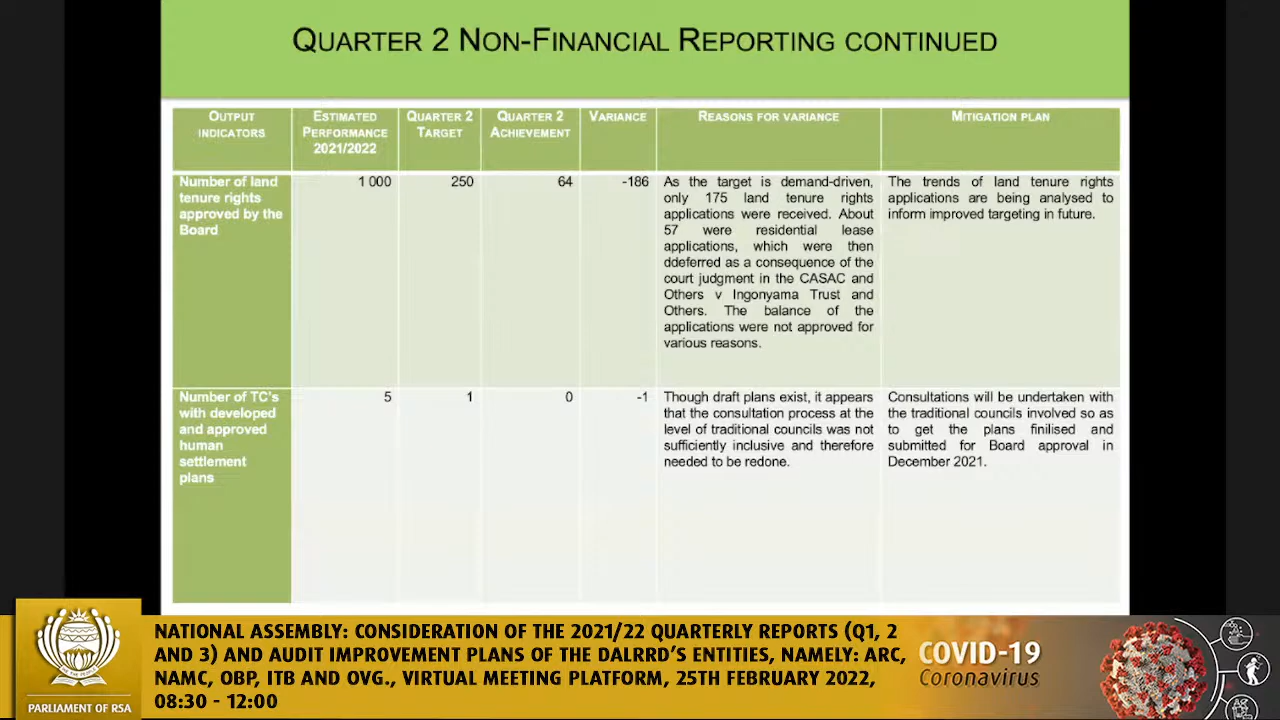 QUARTER 2 NON-FINANCIAL REPORTING CONTINUED
OUTPUT
INDICATORS
ESTIMATED
PERFORMANCE
2021/2022
QUARTER 2
TARGET
QUARTER 2
ACHIEVEMENT
VARIANCE
REASONS FOR VARIANCE
MITIGATION PLAN
Number of land
tenure rights
approved by the
Board
1 000
250
64
-186
As the target is demand-driven,
only 175 land tenure rights
applications were received. About
57 were residential lease
applications, which were then
ddeferred as a consequence of the
court judgment in the CASAC and
Others v Ingonyama Trust and
Others. The balance of the
applications were not approved for
various reasons.
The trends of land tenure rights
applications are being analysed to
inform improved targeting in future.
Number of TC's
with developed
and approved
human
settlement
plans
5
1
0
-1
Though draft plans exist, it appears
that the consultation process at the
level of traditional councils was not
sufficiently inclusive and therefore
needed to be redone.
Consultations will be undertaken with
the traditional councils involved so as
to get the plans finilised and
submitted for Board approval in
December 2021.
NATIONAL ASSEMBLY: CONSIDERATION OF THE 2021/22 QUARTERLY REPORTS (Q1, 2
AND 3) AND AUDIT IMPROVEMENT PLANS OF THE DALRRD'S ENTITIES, NAMELY: ARC,
NAMC, OBP, ITB AND OVG., VIRTUAL MEETING PLATFORM, 25TH FEBRUARY 2022,
08:30 - 12:00
PARLIAMENT OF RSA
COVID-19
Coronavirus